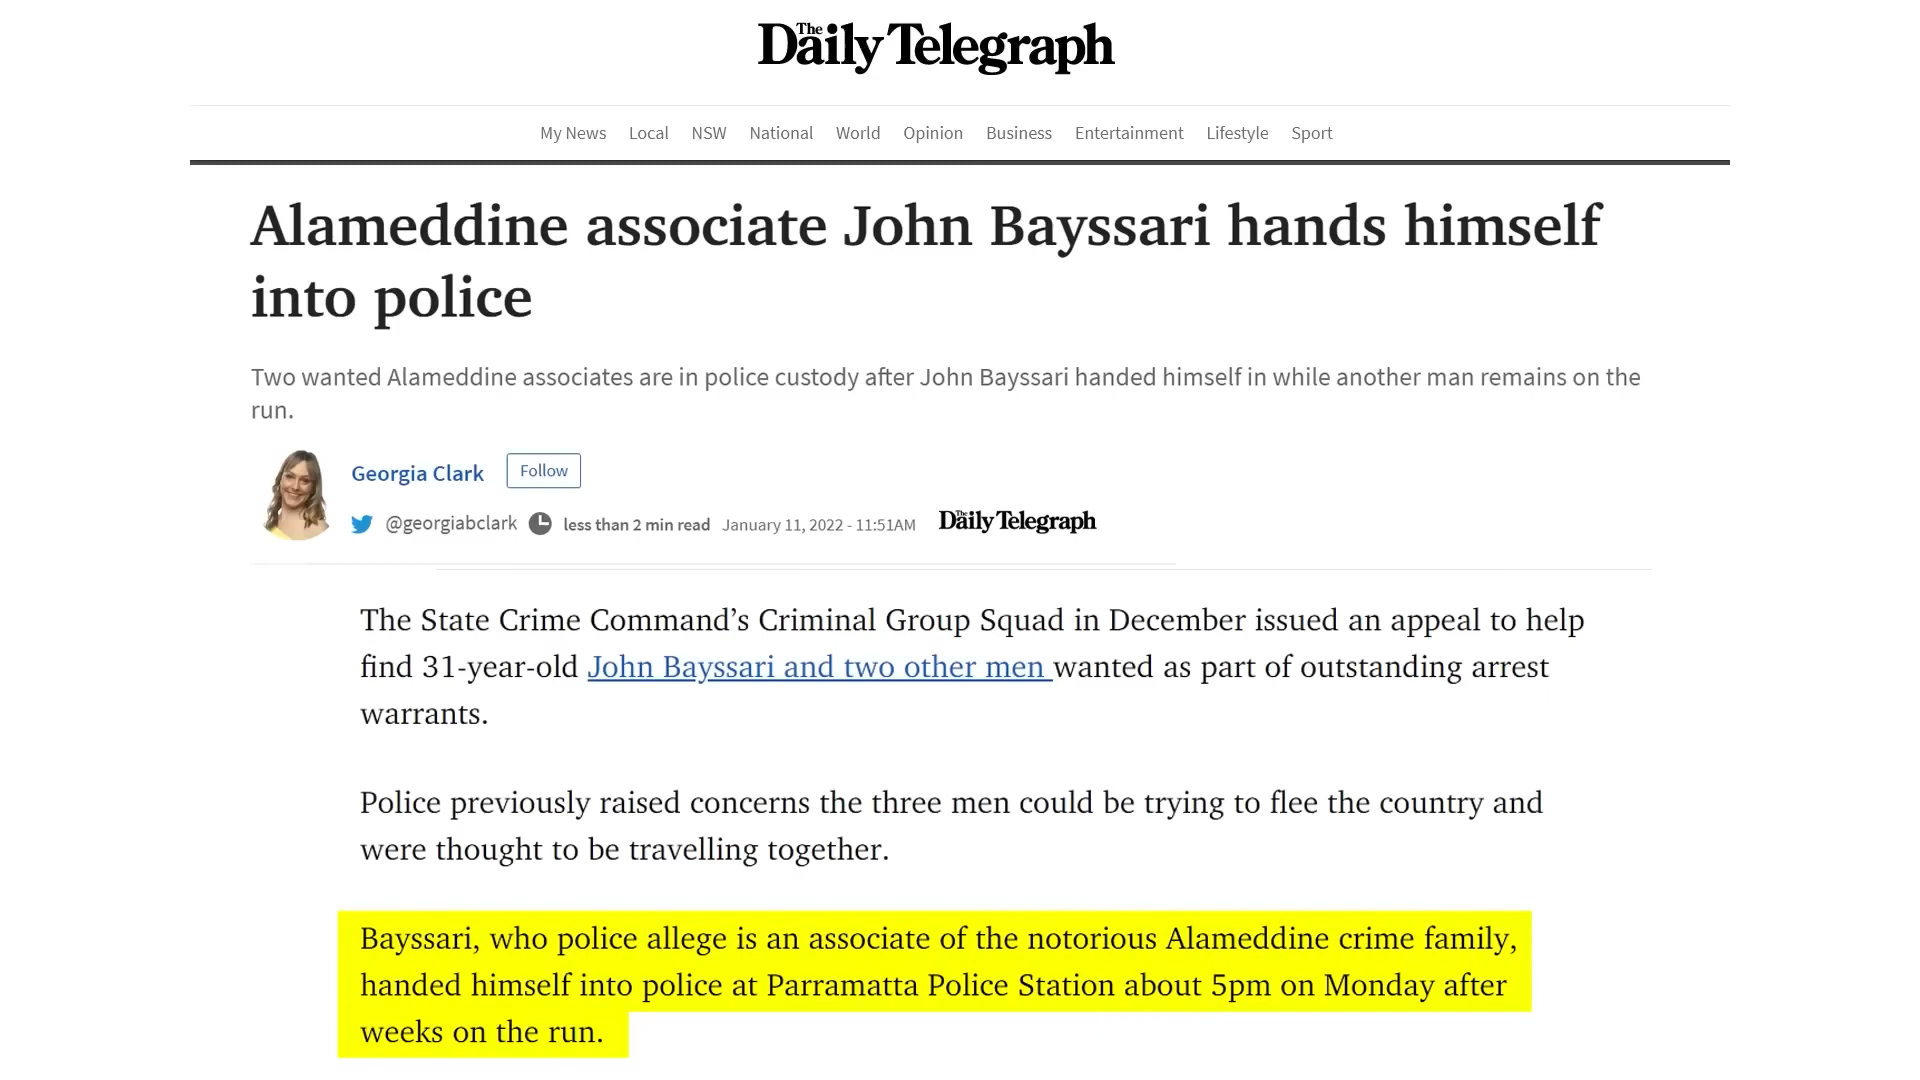 The Daily Telegraph
My News Local NSW National World Opinion Business Entertainment Lifestyle Sport
Alameddine associate John Bayssari hands himself
into police
Two wanted Alameddine associates are in police custody after John Bayssari handed himself in while another man remains on the
run.
Georgia Clark Follow
@georgiabclark less than 2 min read January 11, 2022 - 11:51AM The Daily Telegraph
The State Crime Command’s Criminal Group Squad in December issued an appeal to help
find 31-year-old John Bayssari and two other men wanted as part of outstanding arrest
warrants.
Police previously raised concerns the three men could be trying to flee the country and
were thought to be travelling together.
Bayssari, who police allege is an associate of the notorious Alameddine crime family,
handed himself into police at Parramatta Police Station about 5pm on Monday after
weeks on the run.